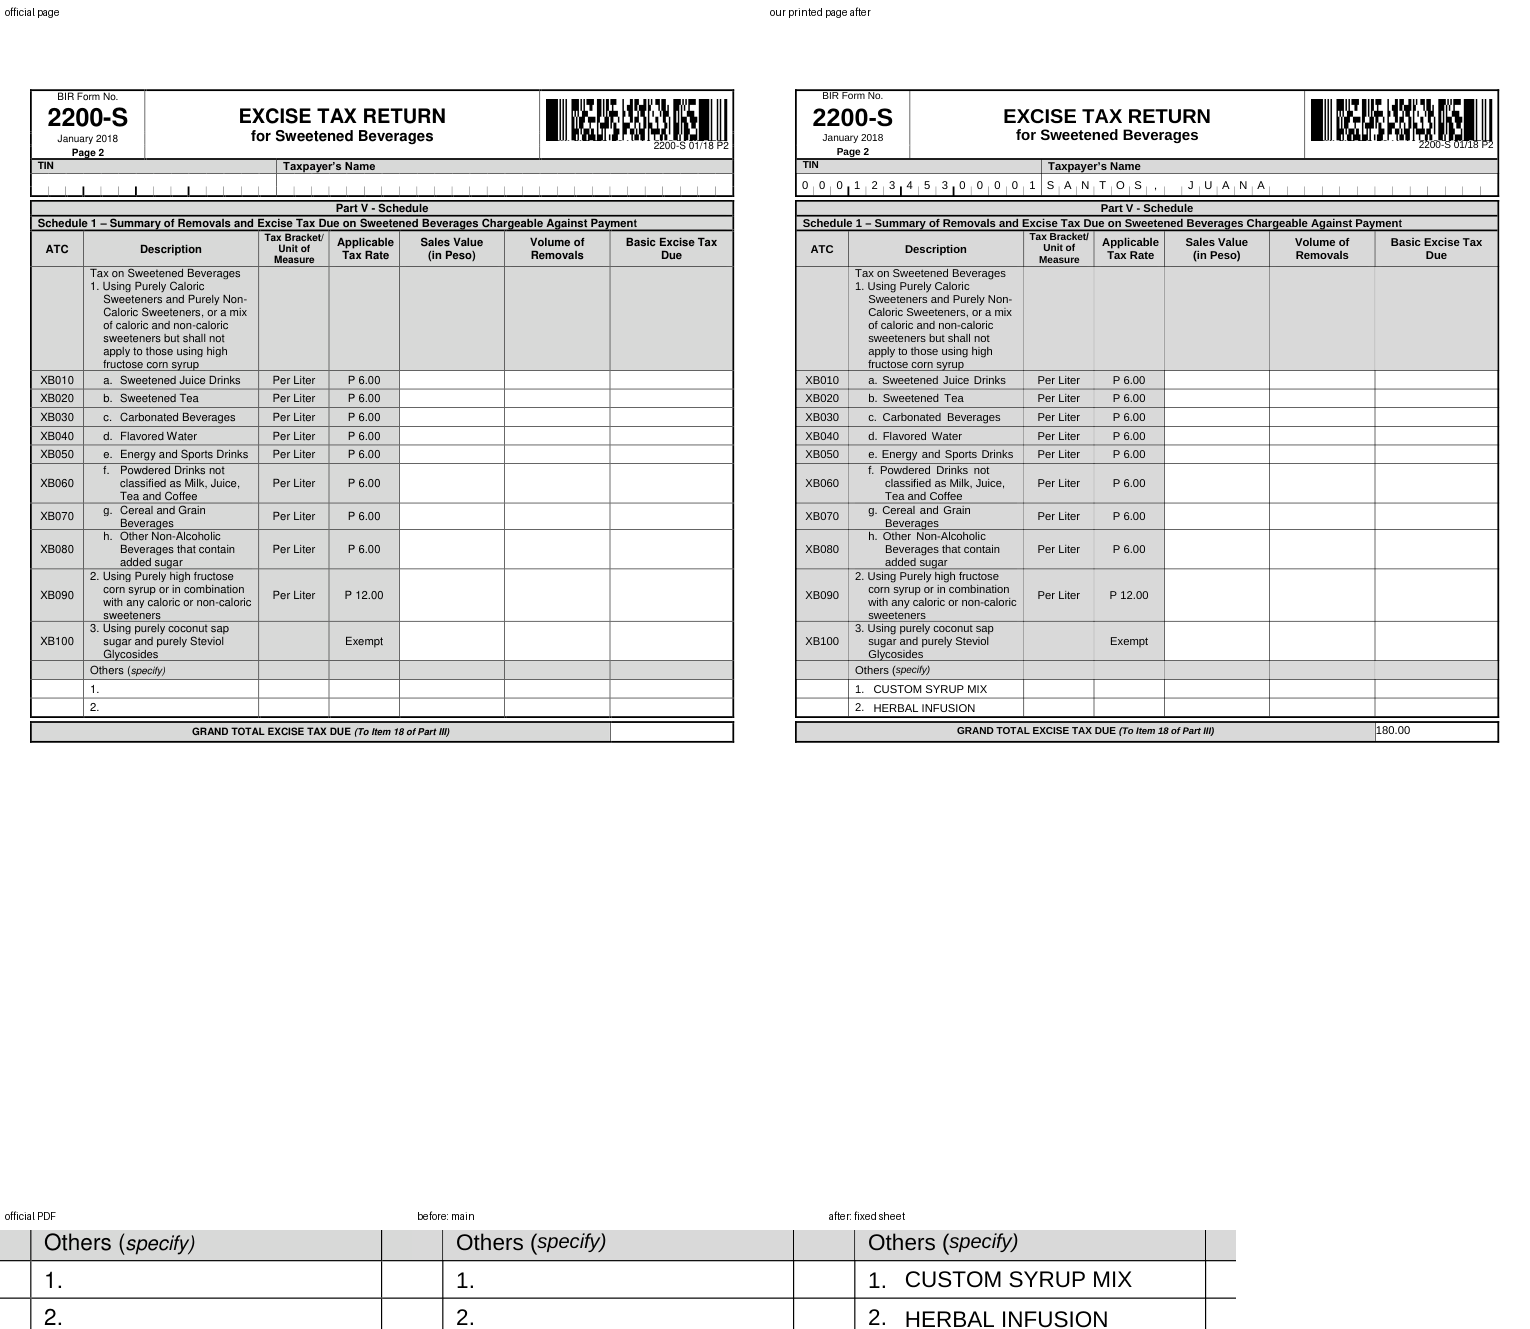 official page
our printed page after
BIR Form No.
2200-S
January 2018
Page 2
EXCISE TAX RETURN
for Sweetened Beverages
2200-S 01/18 P2
TIN
Taxpayer's Name
Part V - Schedule
Schedule 1 – Summary of Removals and Excise Tax Due on Sweetened Beverages Chargeable Against Payment
ATC Description Tax Bracket/ Unit of Measure Applicable Tax Rate Sales Value (in Peso) Volume of Removals Basic Excise Tax Due
Tax on Sweetened Beverages
1. Using Purely Caloric
Sweeteners and Purely Non-
Caloric Sweeteners, or a mix
of caloric and non-caloric
sweeteners but shall not
apply to those using high
fructose corn syrup
XB010 a. Sweetened Juice Drinks Per Liter P 6.00
XB020 b. Sweetened Tea Per Liter P 6.00
XB030 c. Carbonated Beverages Per Liter P 6.00
XB040 d. Flavored Water Per Liter P 6.00
XB050 e. Energy and Sports Drinks Per Liter P 6.00
f. Powdered Drinks not
XB060 classified as Milk, Juice, Per Liter P 6.00
Tea and Coffee
XB070 g. Cereal and Grain Per Liter P 6.00
Beverages
h. Other Non-Alcoholic
XB080 Beverages that contain Per Liter P 6.00
added sugar
2. Using Purely high fructose
corn syrup or in combination
XB090 Per Liter P 12.00
with any caloric or non-caloric
sweeteners
3. Using purely coconut sap
XB100 sugar and purely Steviol Exempt
Glycosides
Others (specify)
1.
2.
GRAND TOTAL EXCISE TAX DUE (To Item 18 of Part III)
BIR Form No.
2200-S
January 2018
Page 2
EXCISE TAX RETURN
for Sweetened Beverages
2200-S 01/18 P2
TIN
Taxpayer's Name
0 0 0 1 2 3 4 5 3 0 0 0 0 1 S A N T O S , J U A N A
Part V - Schedule
Schedule 1 – Summary of Removals and Excise Tax Due on Sweetened Beverages Chargeable Against Payment
ATC Description Tax Bracket/ Unit of Measure Applicable Tax Rate Sales Value (in Peso) Volume of Removals Basic Excise Tax Due
Tax on Sweetened Beverages
1. Using Purely Caloric
Sweeteners and Purely Non-
Caloric Sweeteners, or a mix
of caloric and non-caloric
sweeteners but shall not
apply to those using high
fructose corn syrup
XB010 a. Sweetened Juice Drinks Per Liter P 6.00
XB020 b. Sweetened Tea Per Liter P 6.00
XB030 c. Carbonated Beverages Per Liter P 6.00
XB040 d. Flavored Water Per Liter P 6.00
XB050 e. Energy and Sports Drinks Per Liter P 6.00
f. Powdered Drinks not
XB060 classified as Milk, Juice, Per Liter P 6.00
Tea and Coffee
XB070 g. Cereal and Grain Per Liter P 6.00
Beverages
h. Other Non-Alcoholic
XB080 Beverages that contain Per Liter P 6.00
added sugar
2. Using Purely high fructose
corn syrup or in combination
XB090 Per Liter P 12.00
with any caloric or non-caloric
sweeteners
3. Using purely coconut sap
XB100 sugar and purely Steviol Exempt
Glycosides
Others (specify)
1. CUSTOM SYRUP MIX
2. HERBAL INFUSION
GRAND TOTAL EXCISE TAX DUE (To Item 18 of Part III) 180.00
official PDF
Others (specify)
1.
2.
before: main
Others (specify)
1.
2.
after: fixed sheet
Others (specify)
1. CUSTOM SYRUP MIX
2. HERBAL INFUSION